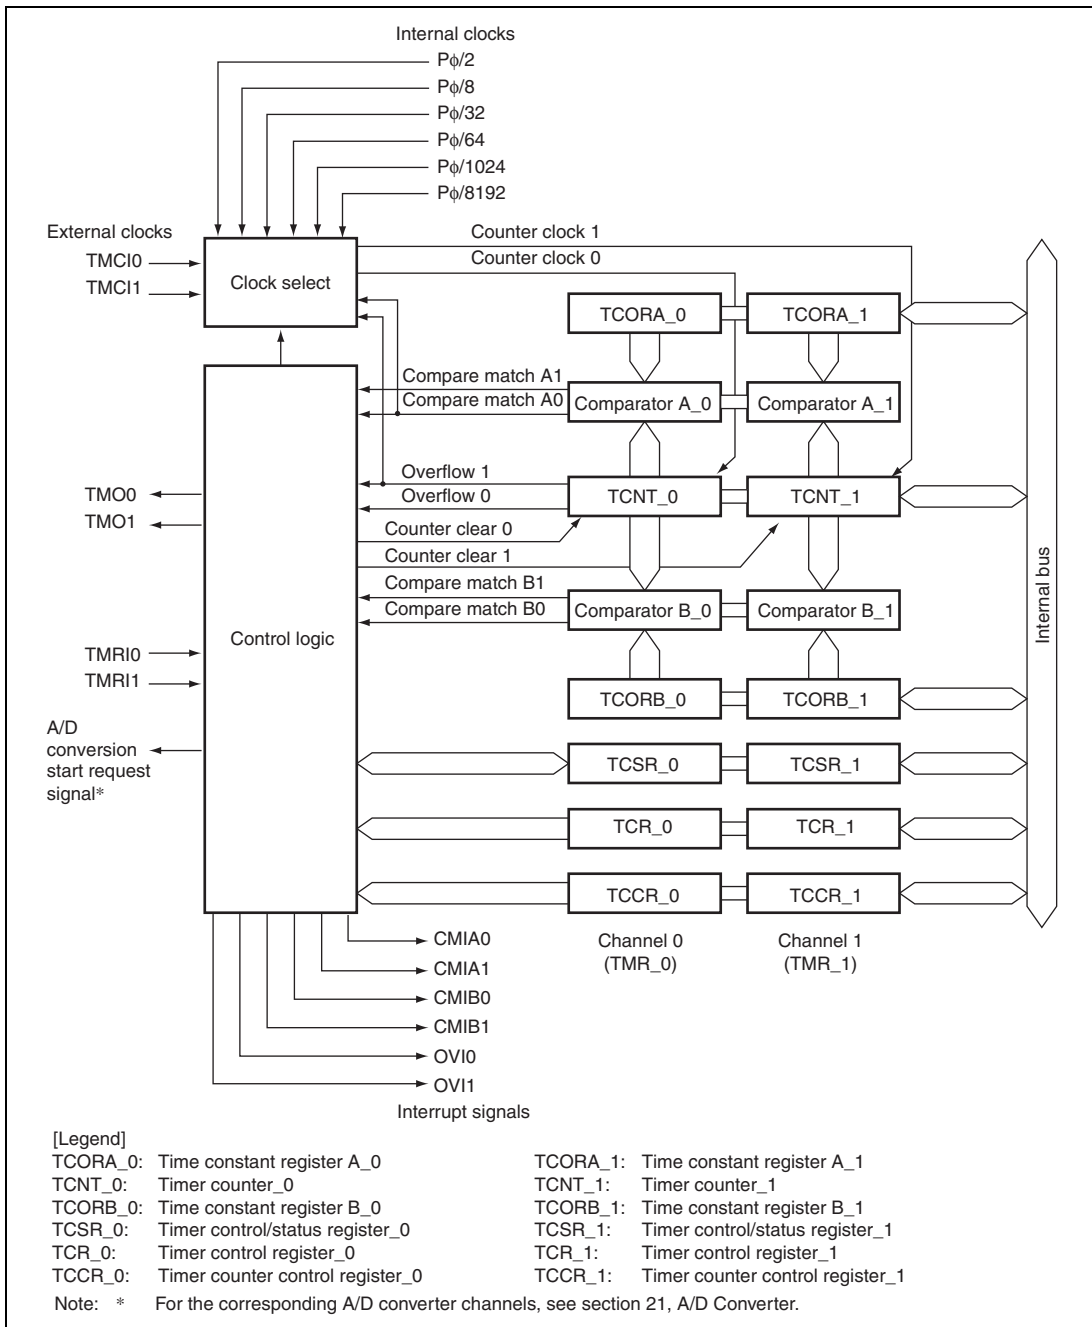 Internal clocks
Pϕ/2
Pϕ/8
Pϕ/32
Pϕ/64
Pϕ/1024
Pϕ/8192
External clocks
TMCI0
TMCI1
Clock select
Counter clock 1
Counter clock 0
TCORA_0
TCORA_1
Compare match A1
Compare match A0
Comparator A_0
Comparator A_1
Overflow 1
Overflow 0
TCNT_0
TCNT_1
TMO0
TMO1
Counter clear 0
Counter clear 1
Compare match B1
Compare match B0
Comparator B_0
Comparator B_1
Control logic
Internal bus
TMRI0
TMRI1
TCORB_0
TCORB_1
A/D
conversion
start request
signal*
TCSR_0
TCSR_1
TCR_0
TCR_1
TCCR_0
TCCR_1
CMIA0
CMIA1
CMIB0
CMIB1
OVI0
OVI1
Channel 0
(TMR_0)
Channel 1
(TMR_1)
Interrupt signals
[Legend]
TCORA_0: Time constant register A_0
TCNT_0: Timer counter_0
TCORB_0: Time constant register B_0
TCSR_0: Timer control/status register_0
TCR_0: Timer control register_0
TCCR_0: Timer counter control register_0
TCORA_1: Time constant register A_1
TCNT_1: Timer counter_1
TCORB_1: Time constant register B_1
TCSR_1: Timer control/status register_1
TCR_1: Timer control register_1
TCCR_1: Timer counter control register_1
Note: * For the corresponding A/D converter channels, see section 21, A/D Converter.